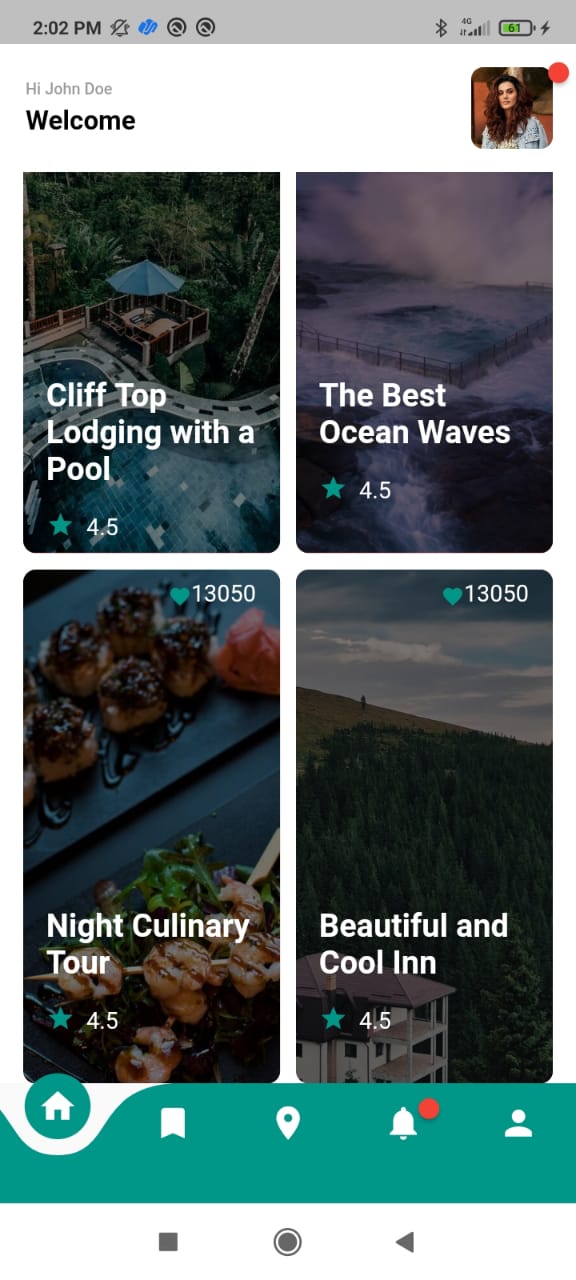 2:02 PM
4G
61
Hi John Doe
Welcome
Cliff Top
Lodging with a
Pool
4.5
The Best
Ocean Waves
4.5
13050
Night Culinary
Tour
4.5
13050
Beautiful and
Cool Inn
4.5